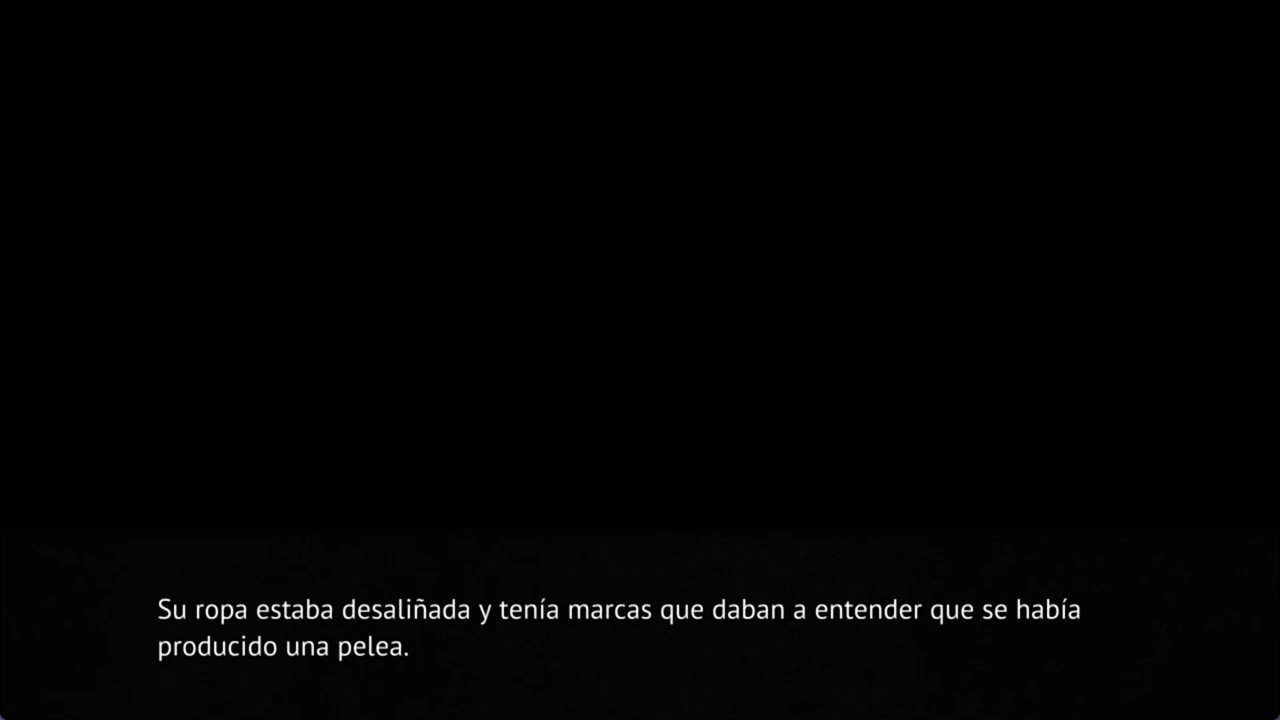 Su ropa estaba desaliñada y tenía marcas que daban a entender que se había
producido una pelea.